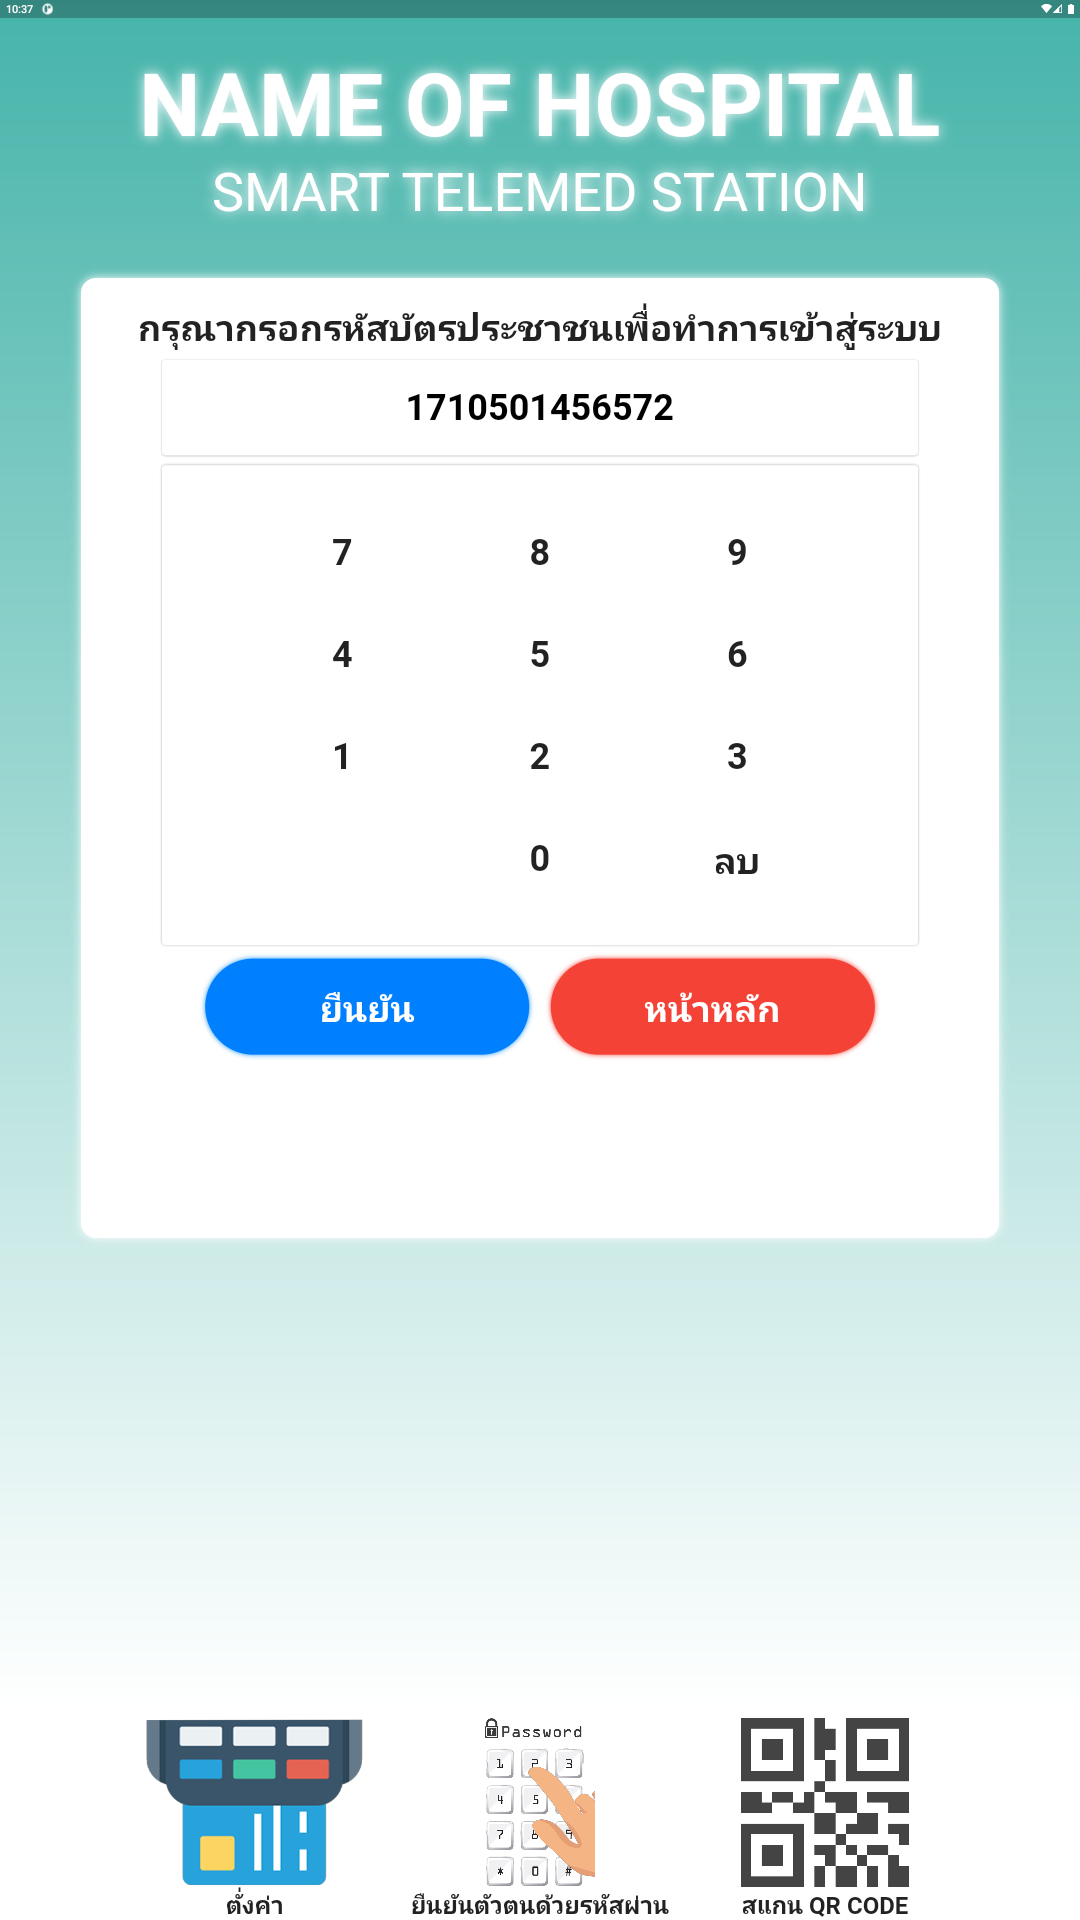 10:37
NAME OF HOSPITAL
SMART TELEMED STATION
กรุณากรอกรหัสบัตรประชาชนเพื่อทำการเข้าสู่ระบบ
1710501456572
7 8 9
4 5 6
1 2 3
0 ลบ
ยืนยัน หน้าหลัก
Password
1 2 3
4 5
7 8 9
* 0 #
ตั่งค่า ยืนยันตัวตนด้วยรหัสผ่าน สแกน QR CODE